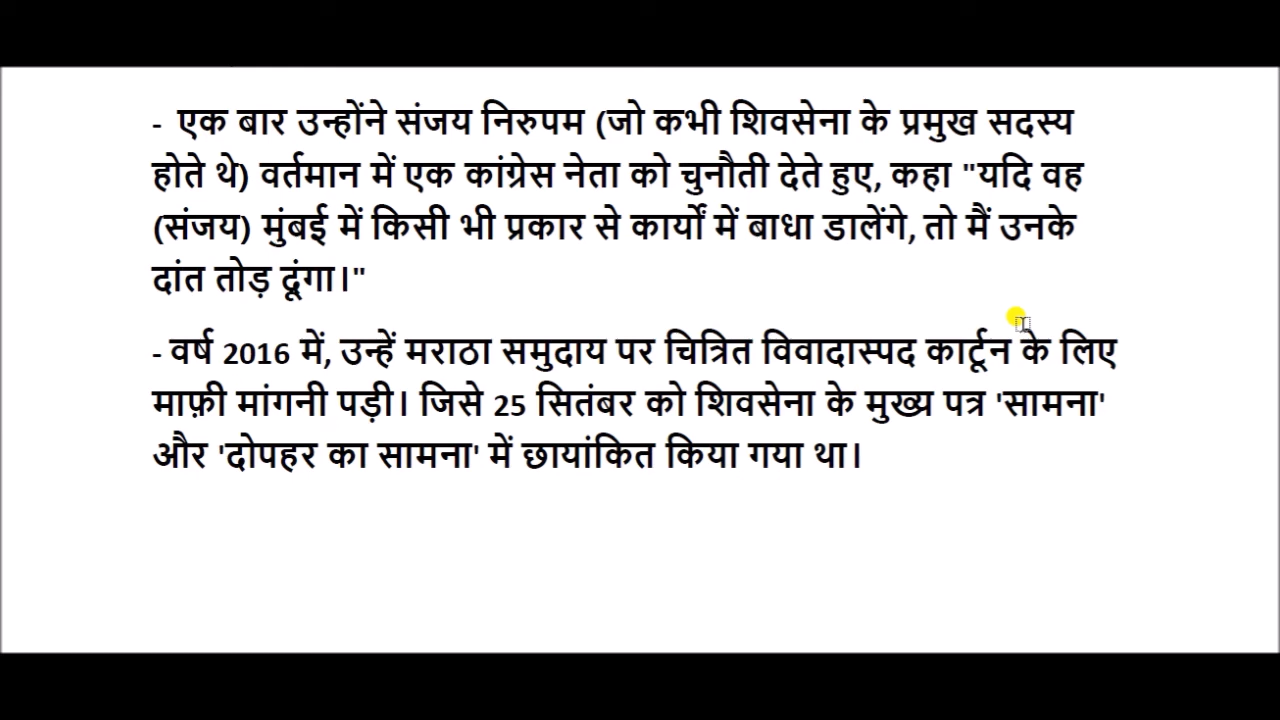 - एक बार उन्होंने संजय निरुपम (जो कभी शिवसेना के प्रमुख सदस्य
होते थे) वर्तमान में एक कांग्रेस नेता को चुनौती देते हुए, कहा "यदि वह
(संजय) मुंबई में किसी भी प्रकार से कार्यों में बाधा डालेंगे, तो मैं उनके
दांत तोड़ दूंगा।"
- वर्ष 2016 में, उन्हें मराठा समुदाय पर चित्रित विवादास्पद कार्टून के लिए
माफ़ी मांगनी पड़ी। जिसे 25 सितंबर को शिवसेना के मुख्य पत्र 'सामना'
और 'दोपहर का सामना' में छायांकित किया गया था।